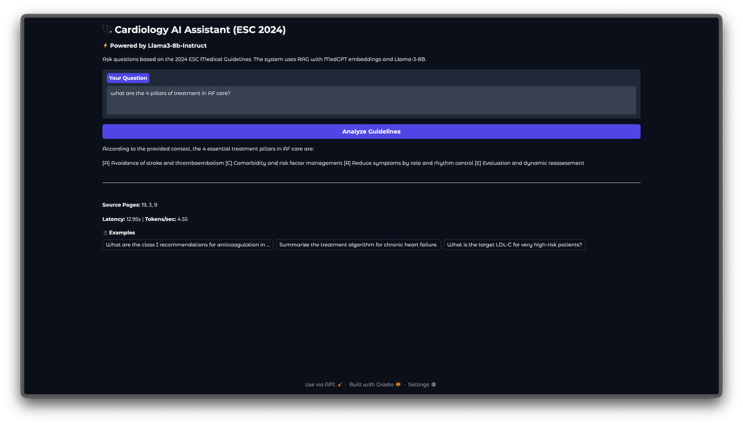 Cardiology AI Assistant (ESC 2024)
⚡ Powered by Llama3-8b-Instruct
Ask questions based on the 2024 ESC Medical Guidelines. The system uses RAG with MedCPT embeddings and Llama-3-8B.
Your Question
what are the 4 pillars of treatment in AF care?
Analyze Guidelines
According to the provided context, the 4 essential treatment pillars in AF care are:
[A] Avoidance of stroke and thromboembolism [C] Comorbidity and risk factor management [R] Reduce symptoms by rate and rhythm control [E] Evaluation and dynamic reassessment
Source Pages: 19, 3, 9
Latency: 12.95s | Tokens/sec: 4.55
Examples
What are the class I recommendations for anticoagulation in ...
Summarize the treatment algorithm for chronic heart failure.
What is the target LDL-C for very high-risk patients?
Use via API · Built with Gradio · Settings